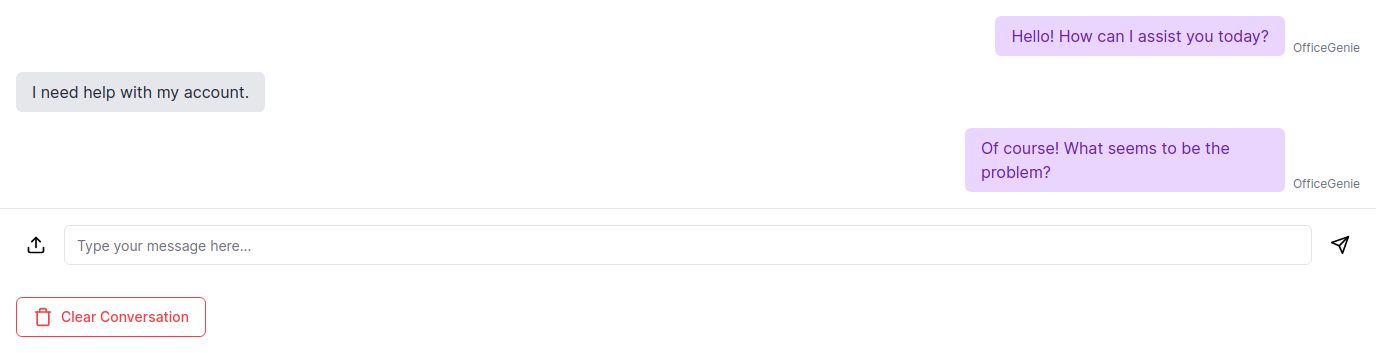 Hello! How can I assist you today?
OfficeGenie
I need help with my account.
Of course! What seems to be the
problem?
OfficeGenie
Type your message here...
Clear Conversation